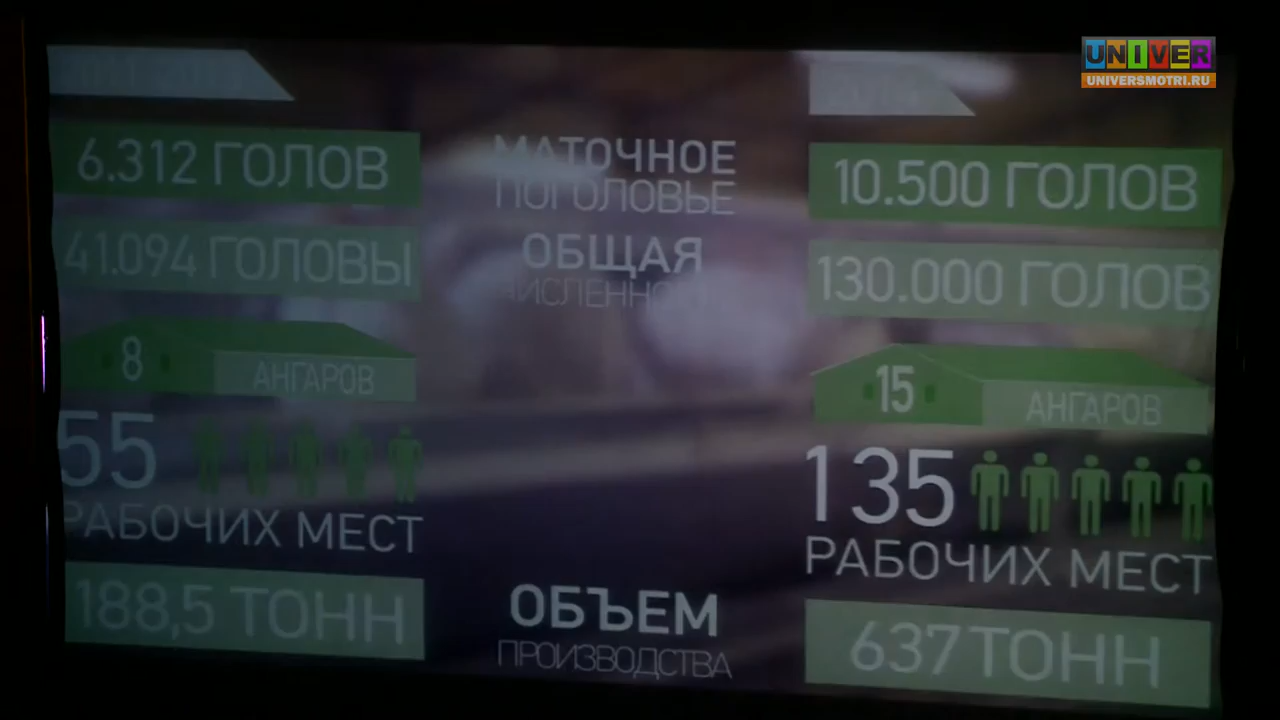 UNIVER
UNIVERSMOTRI.RU
6.312 ГОЛОВ
МАТОЧНОЕ
ПОГОЛОВЬЕ
10.500 ГОЛОВ
41.094 ГОЛОВЫ
ОБЩАЯ
ЧИСЛЕННОСТЬ
130.000 ГОЛОВ
8
АНГАРОВ
15
АНГАРОВ
55
РАБОЧИХ МЕСТ
135
РАБОЧИХ МЕСТ
188,5 ТОНН
ОБЪЕМ
ПРОИЗВОДСТВА
637 ТОНН